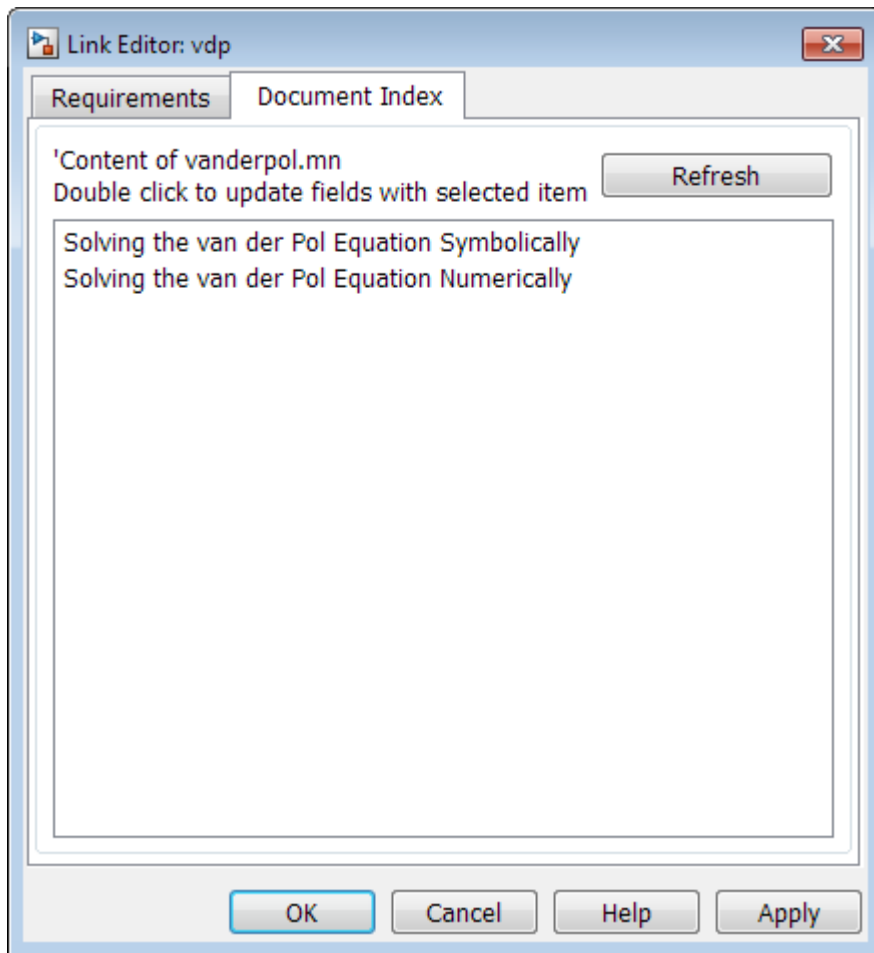 Link Editor: vdp
Requirements
Document Index
'Content of vanderpol.mn
Double click to update fields with selected item
Refresh
Solving the van der Pol Equation Symbolically
Solving the van der Pol Equation Numerically
OK
Cancel
Help
Apply